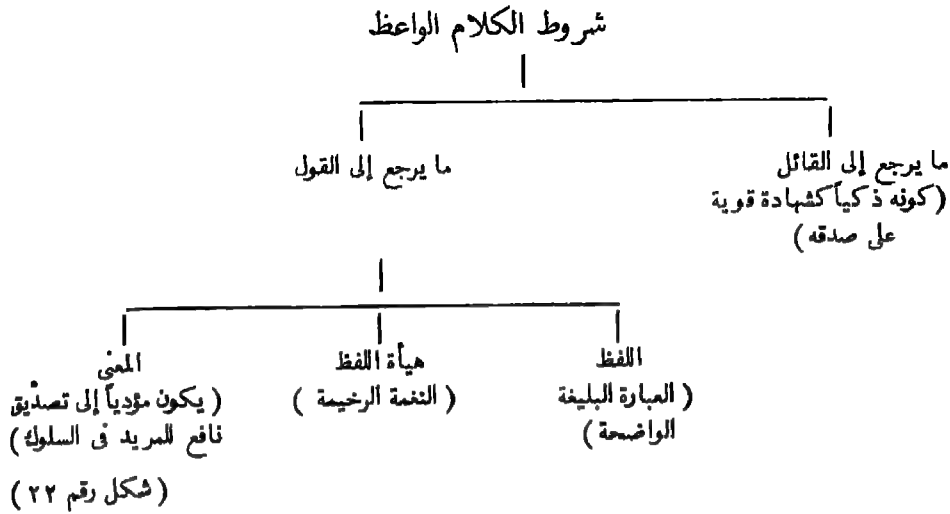 شروط الكلام الواعظ
ما يرجع إلى القائل
(كونه ذكياً كشهادة قوية
على صدقه)
ما يرجع إلى القول
اللفظ
(العبارة البليغة
الواضحة)
هيأة اللفظ
(النغمة الرخيمة)
المعنى
(يكون مؤدياً إلى تصديق
نافع للمريد فى السلوك)
(شكل رقم ٢٢)